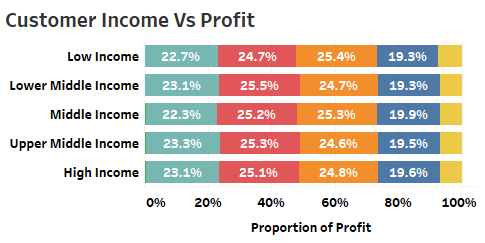 Customer Income Vs Profit
Low Income 22.7% 24.7% 25.4% 19.3%
Lower Middle Income 23.1% 25.5% 24.7% 19.3%
Middle Income 22.3% 25.2% 25.3% 19.9%
Upper Middle Income 23.3% 25.3% 24.6% 19.5%
High Income 23.1% 25.1% 24.8% 19.6%
0% 20% 40% 60% 80% 100%
Proportion of Profit